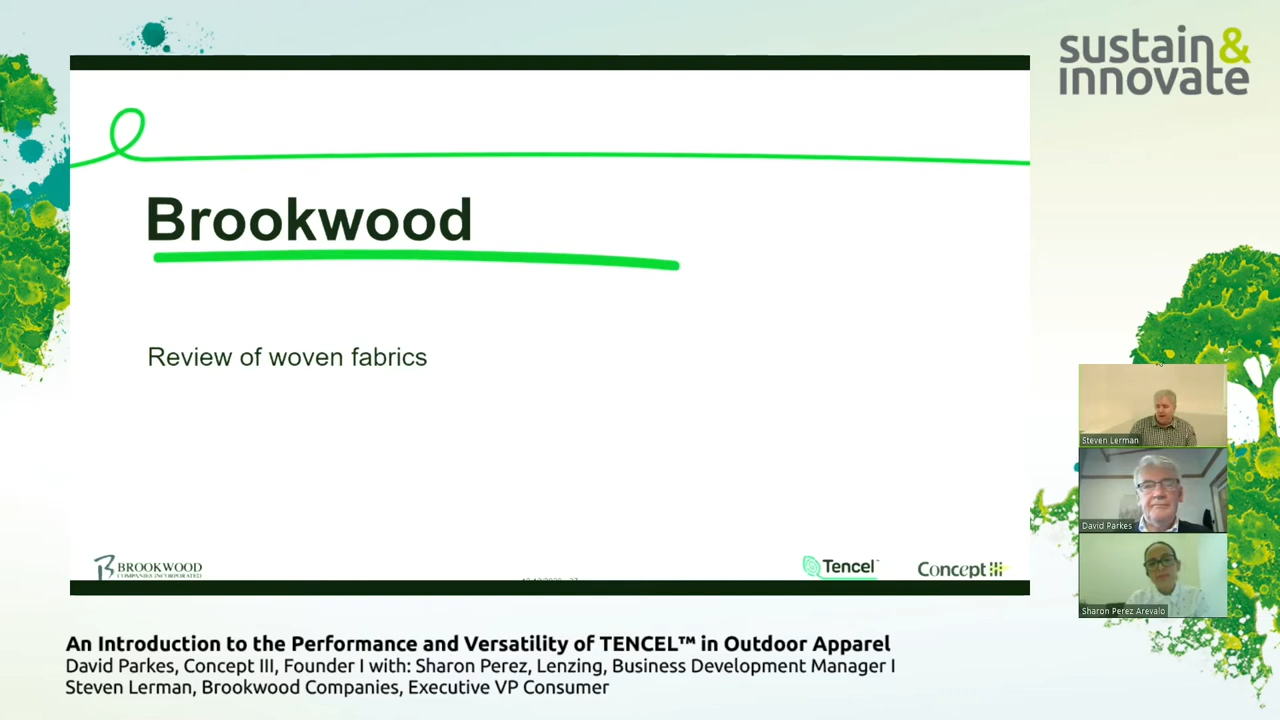 sustain&
innovate
Brookwood
Review of woven fabrics
Steven Lerman
David Parkes
Sharon Perez Arevalo
BROOKWOOD
COMPANIES INCORPORATED
Tencel™
Concept III
An Introduction to the Performance and Versatility of TENCEL™ in Outdoor Apparel
David Parkes, Concept III, Founder I with: Sharon Perez, Lenzing, Business Development Manager I
Steven Lerman, Brookwood Companies, Executive VP Consumer